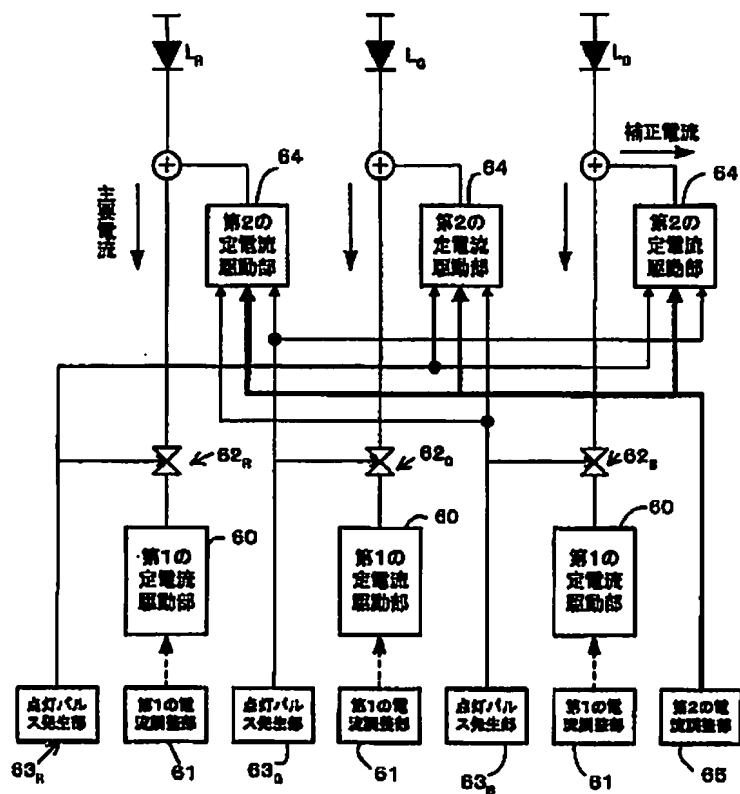 L_R
L_G
L_D
補正電流
64
64
64
主要電流
第2の
定電流
駆動部
第2の
定電流
駆動部
第2の
定電流
駆動部
62_R
62_G
62_B
60
60
60
第1の
定電流
駆動部
第1の
定電流
駆動部
第1の
定電流
駆動部
点灯パル
ス発生部
第1の電
流調整部
点灯パル
ス発生部
第1の電
流調整部
点灯パル
ス発生部
第1の電
流調整部
第2の電
流調整部
63_R
61
63_G
61
63_B
61
65